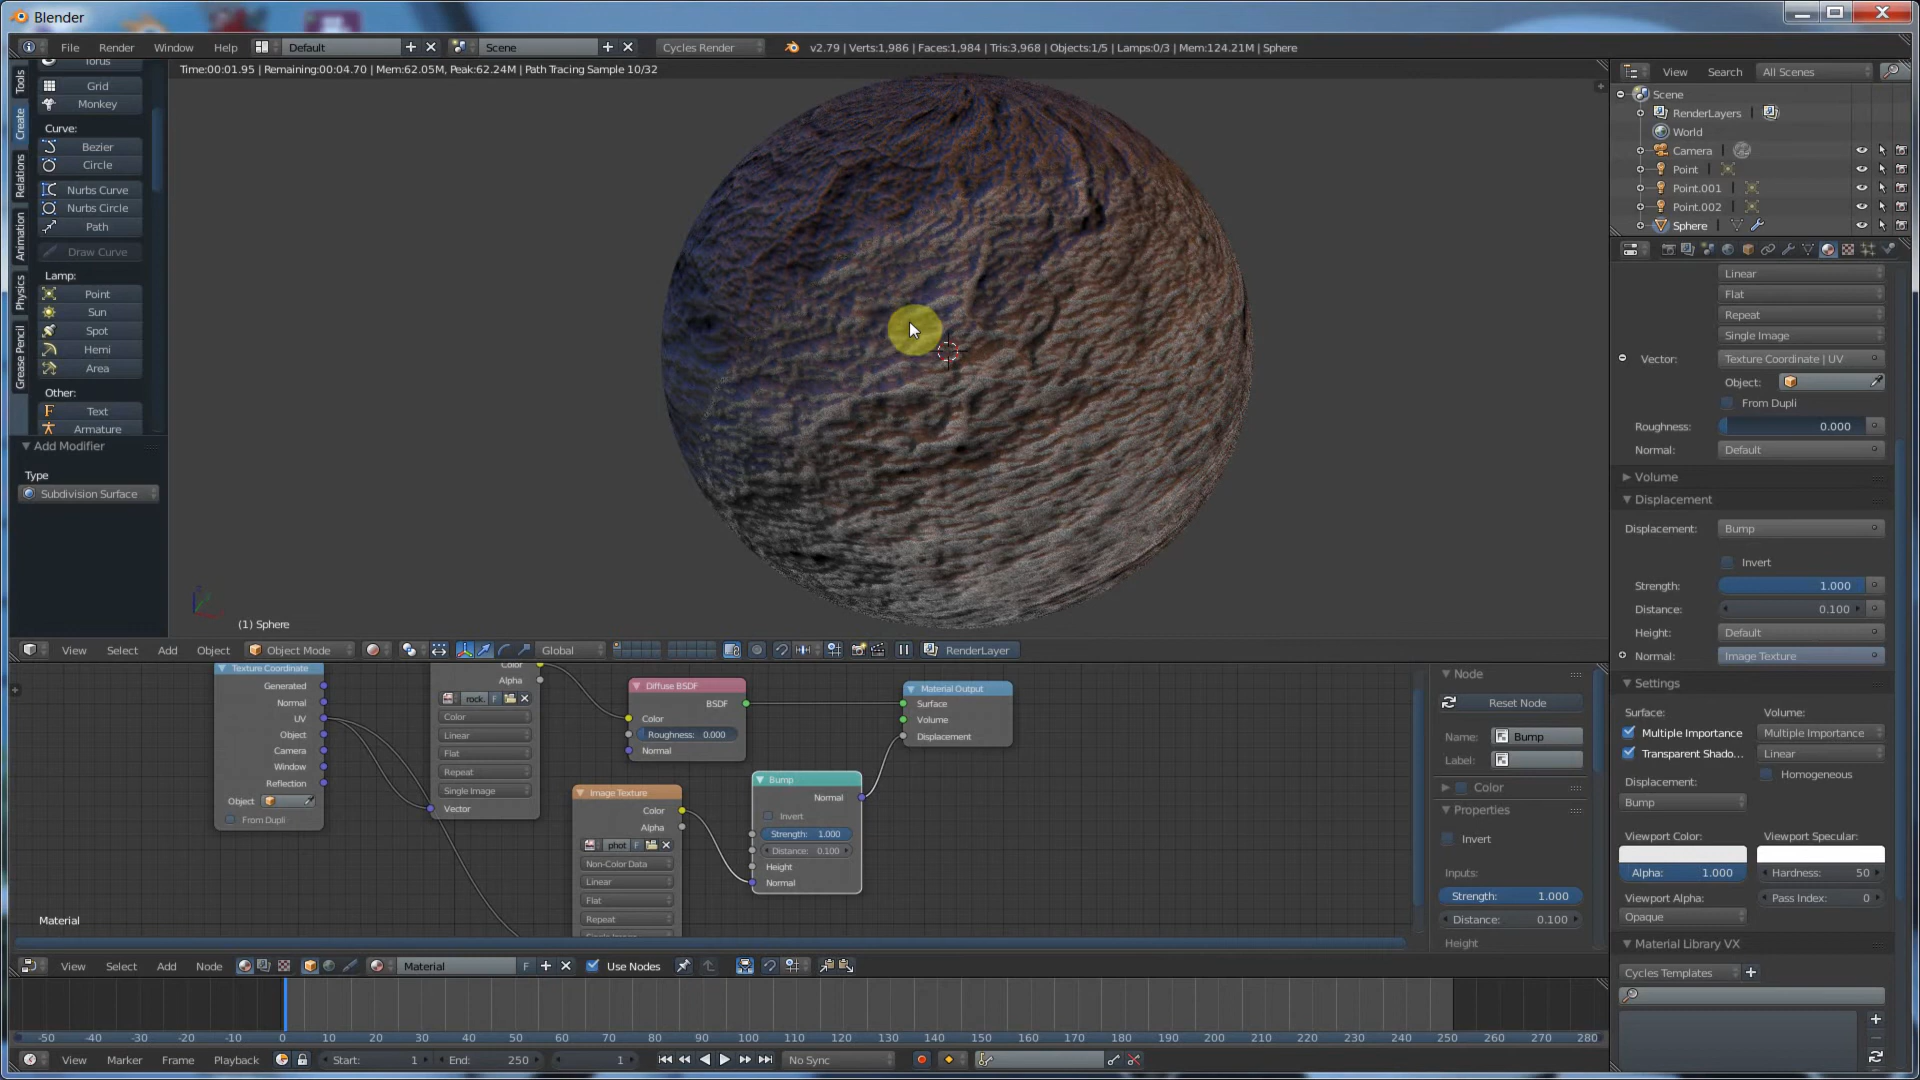 Blender
File Render Window Help Default Scene Cycles Render v2.79 | Verts:1,986 | Faces:1,984 | Tris:3,968 | Objects:1/5 | Lamps:0/3 | Mem:124.21M | Sphere
Time:00:01.95 | Remaining:00:04.70 | Mem:62.05M, Peak:62.24M | Path Tracing Sample 10/32
Tools
Create
Relations
Animation
Physics
Grease Pencil
Torus
Grid
Monkey
Curve:
Bezier
Circle
Nurbs Curve
Nurbs Circle
Path
Draw Curve
Lamp:
Point
Sun
Spot
Hemi
Area
Other:
Text
Armature
Add Modifier
Type
Subdivision Surface
(1) Sphere
View Select Add Object Object Mode Global RenderLayer
Texture Coordinate
Generated
Normal
UV
Object
Camera
Window
Reflection
Object
From Dupli
Color
Alpha
rock. F
Color
Linear
Flat
Repeat
Single Image
Vector
Diffuse BSDF
BSDF
Color
Roughness: 0.000
Normal
Image Texture
Color
Alpha
phot F
Non-Color Data
Linear
Flat
Repeat
Bump
Normal
Invert
Strength: 1.000
Distance: 0.100
Height
Normal
Material Output
Surface
Volume
Displacement
Material
Node
Reset Node
Name: Bump
Label:
Color
Properties
Invert
Inputs:
Strength: 1.000
Distance: 0.100
Height
View Select Add Node Material F Use Nodes
-50 -40 -30 -20 -10 0 10 20 30 40 50 60 70 80 90 100 110 120 130 140 150 160 170 180 190 200 210 220 230 240 250 260 270 280
View Marker Frame Playback Start: 1 End: 250 1 No Sync
View Search All Scenes
Scene
RenderLayers
World
Camera
Point
Point.001
Point.002
Sphere
Linear
Flat
Repeat
Single Image
Vector: Texture Coordinate | UV
Object:
From Dupli
Roughness: 0.000
Normal: Default
Volume
Displacement
Displacement: Bump
Invert
Strength: 1.000
Distance: 0.100
Height: Default
Normal: Image Texture
Settings
Surface: Volume:
Multiple Importance Multiple Importance
Transparent Shado... Linear
Displacement: Homogeneous
Bump
Viewport Color: Viewport Specular:
Alpha: 1.000 Hardness: 50
Viewport Alpha: Pass Index: 0
Opaque
Material Library VX
Cycles Templates